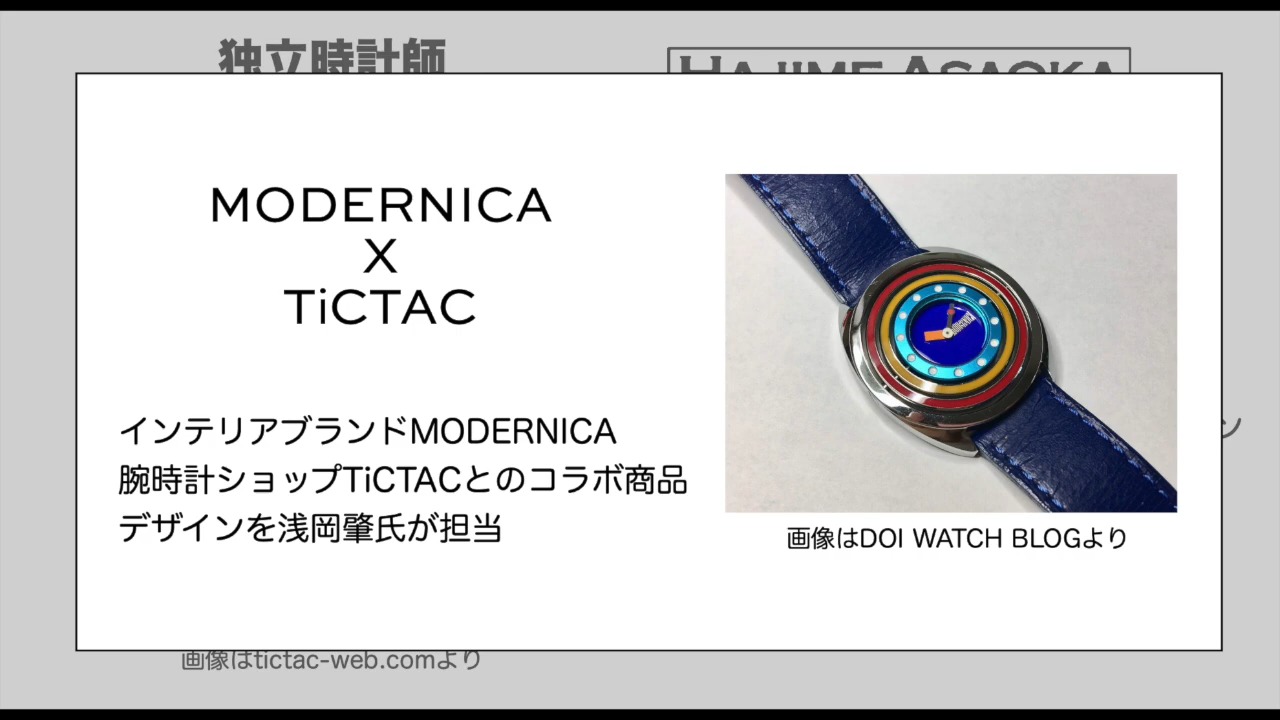 独立時計師
HAJIME ASAOKA
MODERNICA
X
TiCTAC
インテリアブランドMODERNICA
腕時計ショップTiCTACとのコラボ商品
デザインを浅岡肇氏が担当
画像はDOI WATCH BLOGより
ン
画像はtictac-web.comより